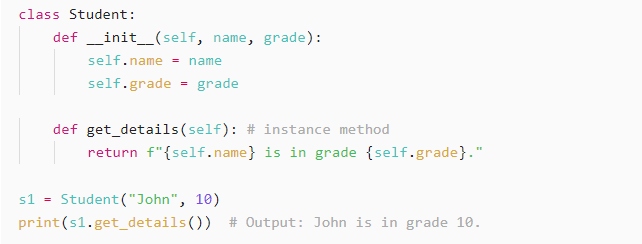 class Student:
    def __init__(self, name, grade):
        self.name = name
        self.grade = grade

    def get_details(self): # instance method
        return f"{self.name} is in grade {self.grade}."

s1 = Student("John", 10)
print(s1.get_details())  # Output: John is in grade 10.